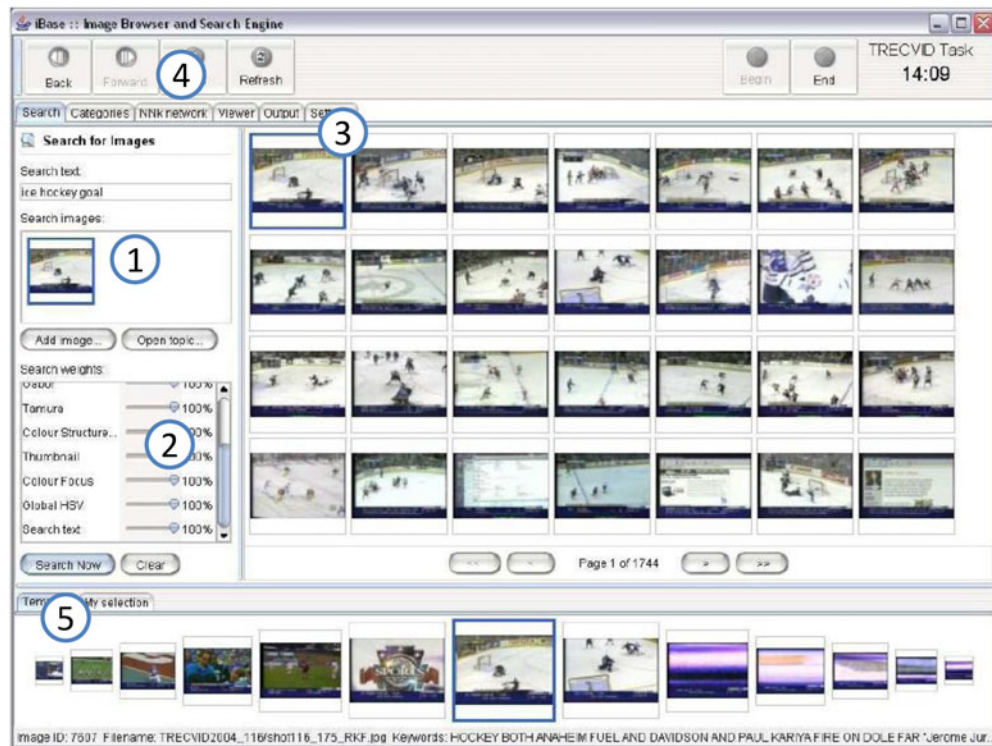 iBase :: Image Browser and Search Engine
Back
Forward
4
Refresh
Begin
End
TRECVID Task
14:09
Search
Categories
NNk network
Viewer
Output
3
Search for Images
Search text:
ice hockey goal
Search images:
1
Add image...
Open topic...
Search weights:
Gabor 100%
Tamura 100%
Colour Structure...
2
Thumbnail 100%
Colour Focus 100%
Global HSV 100%
Search text 100%
Search Now
Clear
<<
<
Page 1 of 1744
>
>>
My selection
5
SPORTS
Image ID: 7607 Filename: TRECVID2004_116/shot116_175_RKF.jpg Keywords: HOCKEY BOTH ANAHEIM FUEL AND DAVIDSON AND PAUL KARIYA FIRE ON DOLE FAR "Jerome Jur...